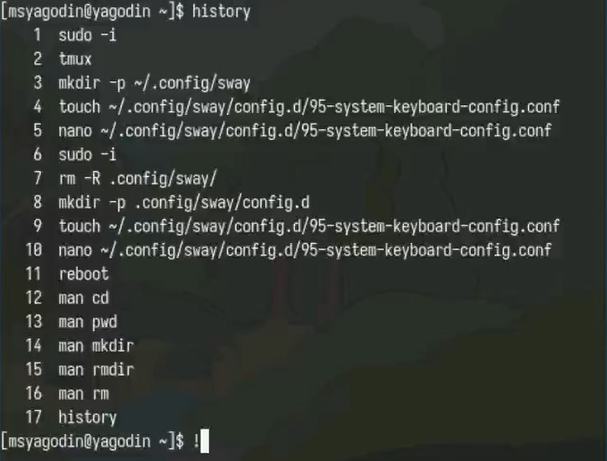 [msyagodin@yagodin ~]$ history
1 sudo -i
2 tmux
3 mkdir -p ~/.config/sway
4 touch ~/.config/sway/config.d/95-system-keyboard-config.conf
5 nano ~/.config/sway/config.d/95-system-keyboard-config.conf
6 sudo -i
7 rm -R .config/sway/
8 mkdir -p .config/sway/config.d
9 touch ~/.config/sway/config.d/95-system-keyboard-config.conf
10 nano ~/.config/sway/config.d/95-system-keyboard-config.conf
11 reboot
12 man cd
13 man pwd
14 man mkdir
15 man rmdir
16 man rm
17 history
[msyagodin@yagodin ~]$ !